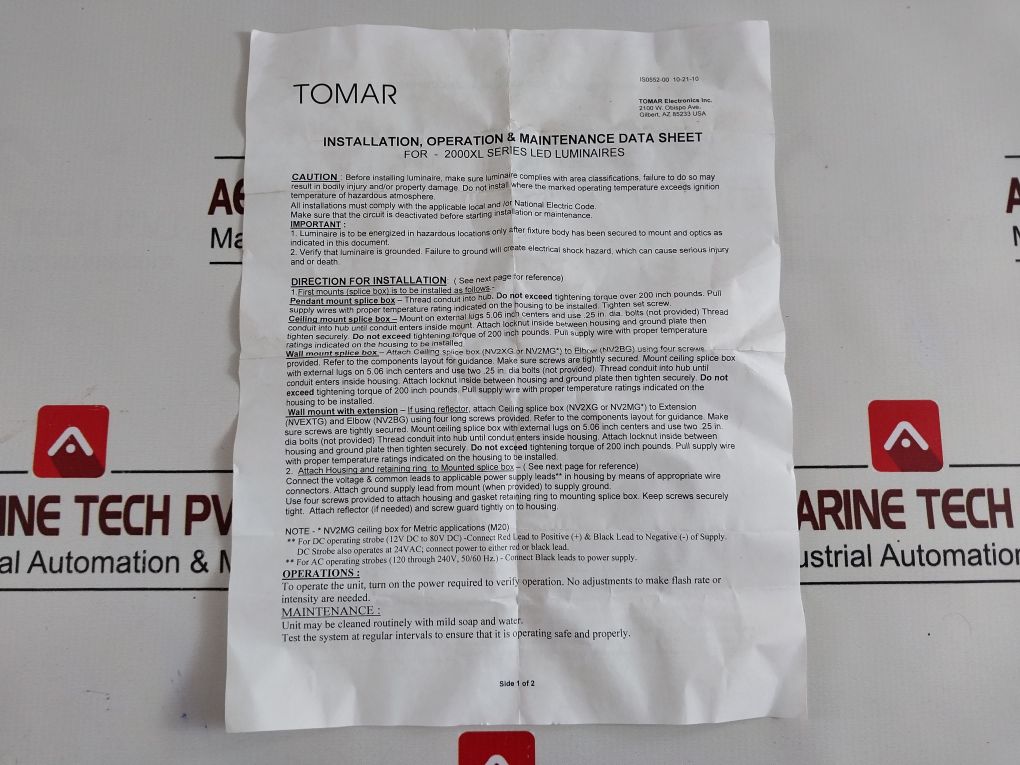 TOMAR
IS0552-00 10-21-10
TOMAR Electronics Inc.
2100 W. Obispo Ave.
Gilbert, AZ 85233 USA
INSTALLATION, OPERATION & MAINTENANCE DATA SHEET
FOR - 2000XL SERIES LED LUMINAIRES
CAUTION : Before installing luminaire, make sure luminaire complies with area classifications, failure to do so may
result in bodily injury and/or property damage. Do not install where the marked operating temperature exceeds ignition
temperature of hazardous atmosphere.
All installations must comply with the applicable local and /or National Electric Code.
Make sure that the circuit is deactivated before starting installation or maintenance.
IMPORTANT :
1. Luminaire is to be energized in hazardous locations only after fixture body has been secured to mount and optics as
indicated in this document.
2. Verify that luminaire is grounded. Failure to ground will create electrical shock hazard, which can cause serious injury
and or death.
DIRECTION FOR INSTALLATION ( See next page for reference)
1.First mounts (splice box) is to be installed as follows:-
Pendant mount splice box – Thread conduit into hub. Do not exceed tightening torque over 200 inch pounds. Pull
supply wires with proper temperature rating indicated on the housing to be installed. Tighten set screw.
Ceiling mount splice box – Mount on external lugs 5.06 inch centers and use .25 in. dia. bolts (not provided) Thread
conduit into hub until conduit enters inside mount. Attach locknut inside between housing and ground plate then
tighten securely. Do not exceed tightening torque of 200 inch pounds. Pull supply wire with proper temperature
ratings indicated on the housing to be installed
Wall mount splice box – Attach Ceiling splice box (NV2XG or NV2MG*) to Elbow (NV2BG) using four screws
provided. Refer to the components layout for guidance. Make sure screws are tightly secured. Mount ceiling splice box
with external lugs on 5.06 inch centers and use two .25 in. dia bolts (not provided). Thread conduit into hub until
conduit enters inside housing. Attach locknut inside between housing and ground plate then tighten securely. Do not
exceed tightening torque of 200 inch pounds. Pull supply wire with proper temperature ratings indicated on the
housing to be installed.
Wall mount with extension – If using reflector, attach Ceiling splice box (NV2XG or NV2MG*) to Extension
(NVEXTG) and Elbow (NV2BG) using four long screws provided. Refer to the components layout for guidance. Make
sure screws are tightly secured. Mount ceiling splice box with external lugs on 5.06 inch centers and use two .25 in.
dia bolts (not provided) Thread conduit into hub until conduit enters inside housing. Attach locknut inside between
housing and ground plate then tighten securely. Do not exceed tightening torque of 200 inch pounds. Pull supply wire
with proper temperature ratings indicated on the housing to be installed.
2. Attach Housing and retaining ring to Mounted splice box – ( See next page for reference)
Connect the voltage & common leads to applicable power supply leads** in housing by means of appropriate wire
connectors. Attach ground supply lead from mount (when provided) to supply ground.
Use four screws provided to attach housing and gasket retaining ring to mounting splice box. Keep screws securely
tight. Attach reflector (if needed) and screw guard tightly on to housing.
NOTE - * NV2MG ceiling box for Metric applications (M20)
** For DC operating strobe (12V DC to 80V DC) -Connect Red Lead to Positive (+) & Black Lead to Negative (-) of Supply.
DC Strobe also operates at 24VAC; connect power to either red or black lead.
** For AC operating strobes (120 through 240V, 50/60 Hz.) - Connect Black leads to power supply.
OPERATIONS :
To operate the unit, turn on the power required to verify operation. No adjustments to make flash rate or
intensity are needed.
MAINTENANCE :
Unit may be cleaned routinely with mild soap and water.
Test the system at regular intervals to ensure that it is operating safe and properly.
Side 1 of 2
INE TECH PV
al Automation &
ARINE TECH PV
ustrial Automation